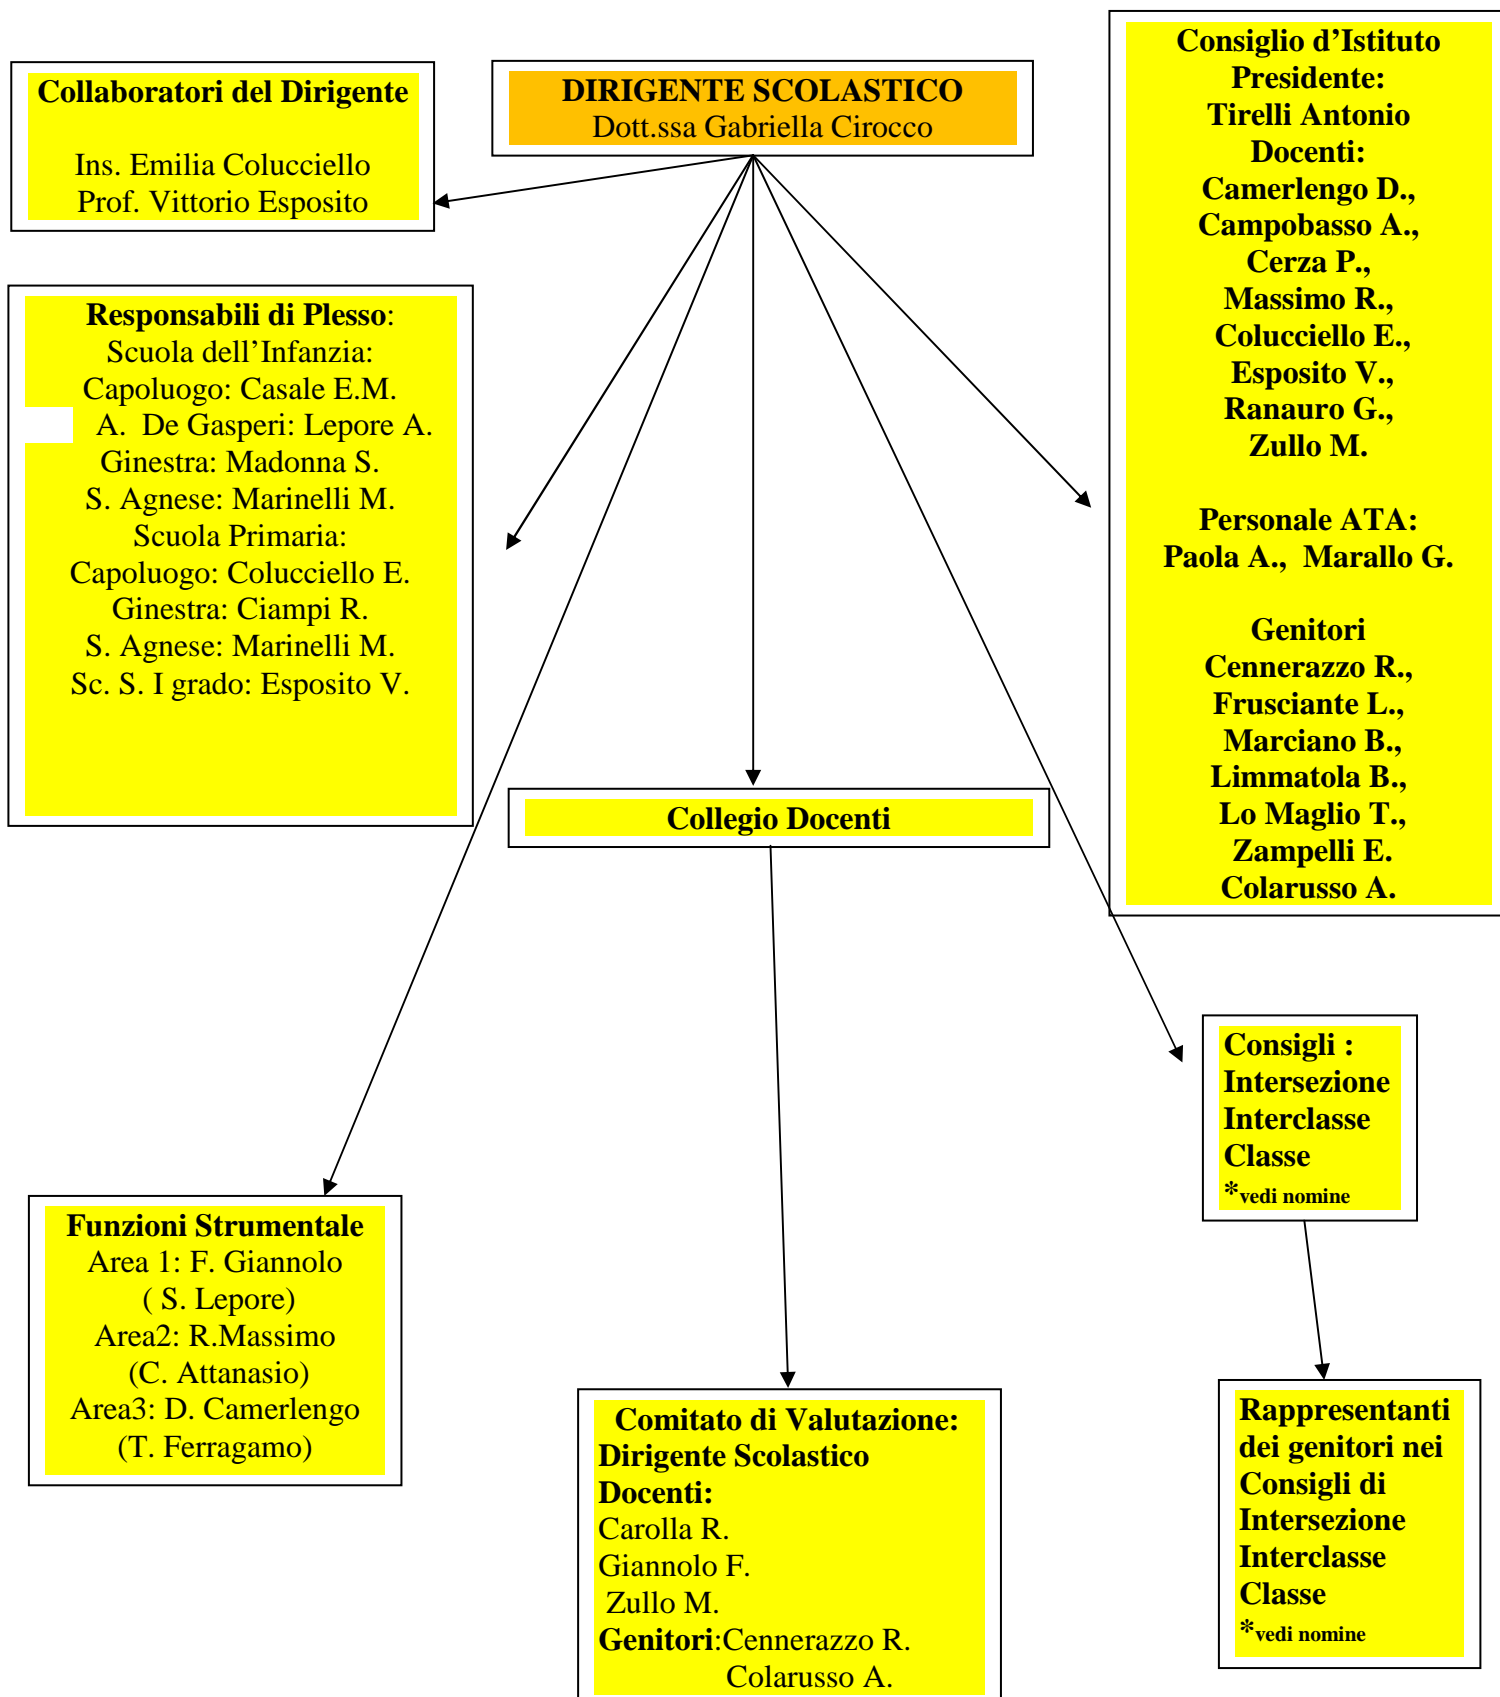 Collaboratori del Dirigente
Ins. Emilia Colucciello
Prof. Vittorio Esposito
DIRIGENTE SCOLASTICO
Dott.ssa Gabriella Cirocco
Consiglio d’Istituto
Presidente:
Tirelli Antonio
Docenti:
Camerlengo D.,
Campobasso A.,
Cerza P.,
Massimo R.,
Colucciello E.,
Esposito V.,
Ranauro G.,
Zullo M.
Personale ATA:
Paola A., Marallo G.
Genitori
Cennerazzo R.,
Frusciante L.,
Marciano B.,
Limmatola B.,
Lo Maglio T.,
Zampelli E.
Colarusso A.
Responsabili di Plesso:
Scuola dell’Infanzia:
Capoluogo: Casale E.M.
A. De Gasperi: Lepore A.
Ginestra: Madonna S.
S. Agnese: Marinelli M.
Scuola Primaria:
Capoluogo: Colucciello E.
Ginestra: Ciampi R.
S. Agnese: Marinelli M.
Sc. S. I grado: Esposito V.
Collegio Docenti
Consigli :
Intersezione
Interclasse
Classe
*vedi nomine
Funzioni Strumentale
Area 1: F. Giannolo
( S. Lepore)
Area2: R.Massimo
(C. Attanasio)
Area3: D. Camerlengo
(T. Ferragamo)
Comitato di Valutazione:
Dirigente Scolastico
Docenti:
Carolla R.
Giannolo F.
Zullo M.
Genitori:Cennerazzo R.
Colarusso A.
Rappresentanti
dei genitori nei
Consigli di
Intersezione
Interclasse
Classe
*vedi nomine